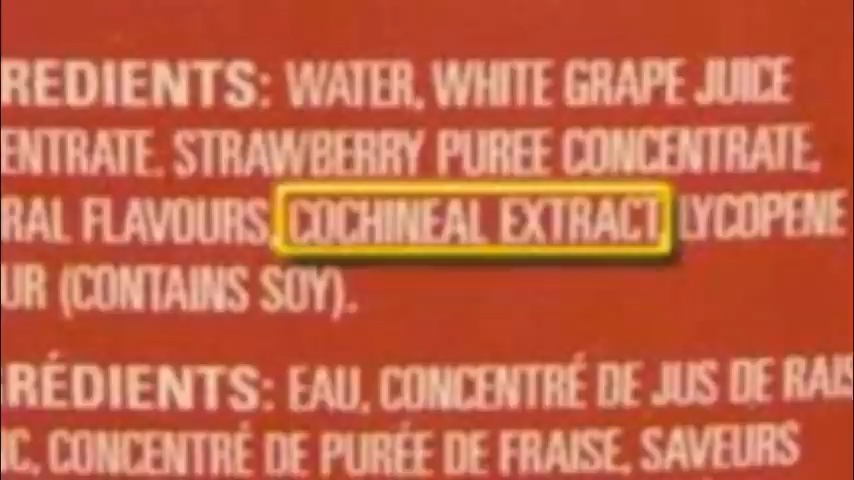 REDIENTS: WATER, WHITE GRAPE JUICE
ENTRATE, STRAWBERRY PUREE CONCENTRATE,
RAL FLAVOURS, COCHINEAL EXTRACT, LYCOPENE
UR (CONTAINS SOY).
RÉDIENTS: EAU, CONCENTRÉ DE JUS DE RAIS
C, CONCENTRÉ DE PURÉE DE FRAISE, SAVEURS